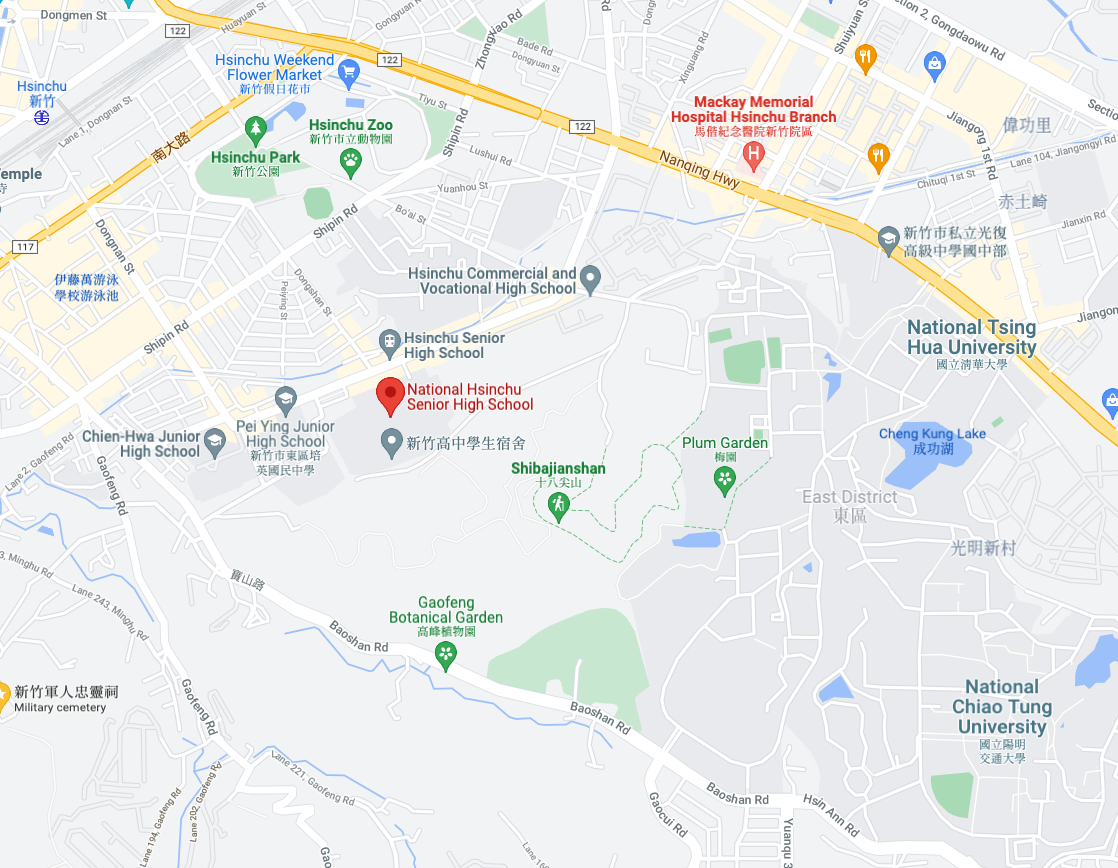 Dongmen St
122
Huayuan St
Gongyuan Rd
Zhongxiao Rd
Bade Rd
Dongyuan St
Rd
Xinguang Rd
Shuiyuan St
Section 2, Gongdaowu Rd
Hsinchu Weekend
Flower Market
新竹假日花市
122
Hsinchu
新竹
Lane 1, Dongnan St
南大路
Tiyu St
Hsinchu Zoo
新竹市立動物園
Hsinchu Park
新竹公園
Shipin Rd
Lushui Rd
122
Mackay Memorial
Hospital Hsinchu Branch
馬偕紀念醫院新竹院區
Nanqing Hwy
Jiangong 1st Rd
偉功里
Lane 104, Jiangongyi Rd
Chituqi 1st St
赤土崎
Jianxin Rd
Temple
寺
Yuanhou St
Bo'ai St
Shipin Rd
117
Dongnan St
伊藤萬游泳
學校游泳池
Peiying St
Dongshan St
新竹市私立光復
高級中學國中部
Hsinchu Commercial and
Vocational High School
Shipin Rd
Hsinchu Senior
High School
National Tsing
Hua University
國立清華大學
National Hsinchu
Senior High School
Pei Ying Junior
High School
新竹市東區培
英國民中學
Chien-Hwa Junior
High School
新竹高中學生宿舍
Lane 2, Gaofeng Rd
Gaofeng Rd
Plum Garden
梅園
Cheng Kung Lake
成功湖
Shibajianshan
十八尖山
East District
東區
光明新村
寶山路
Lane 243, Minghu Rd
Gaofeng
Botanical Garden
高峰植物園
Baoshan Rd
新竹軍人忠靈祠
Military cemetery
Gaofeng Rd
Baoshan Rd
National
Chiao Tung
University
國立陽明
交通大學
Lane 221, Gaofeng Rd
Lane 194, Gaofeng Rd
Lane 202, Gaofeng Rd
Gaocui Rd
Baoshan Rd
Hsin Ann Rd